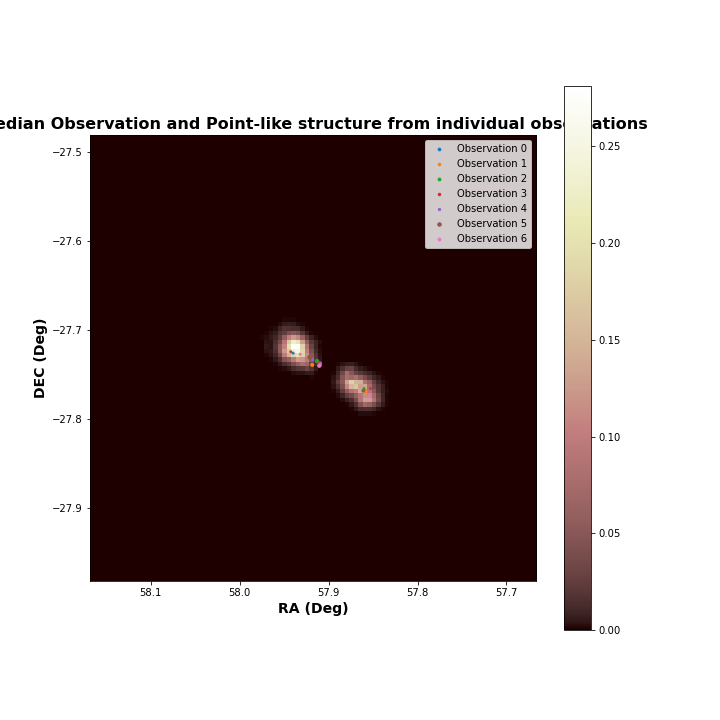 edian Observation and Point-like structure from individual observations
Observation 0
Observation 1
Observation 2
Observation 3
Observation 4
Observation 5
Observation 6
−27.5
−27.6
−27.7
−27.8
−27.9
DEC (Deg)
58.1 58.0 57.9 57.8 57.7
RA (Deg)
0.25
0.20
0.15
0.10
0.05
0.00